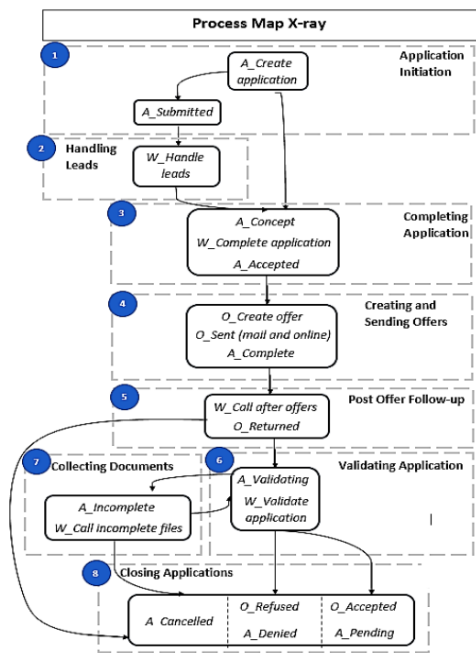 Process Map X-ray
1
Application
Initiation
A_Create
application
A_Submitted
2
Handling
Leads
W_Handle
leads
3
Completing
Application
A_Concept
W_Complete application
A_Accepted
4
Creating and
Sending Offers
O_Create offer
O_Sent (mail and online)
A_Complete
5
Post Offer Follow-up
W_Call after offers
O_Returned
7
Collecting Documents
A_Incomplete
W_Call incomplete files
6
Validating Application
A_Validating
W_Validate
application
8
Closing Applications
A_Cancelled
O_Refused
A_Denied
O_Accepted
A_Pending